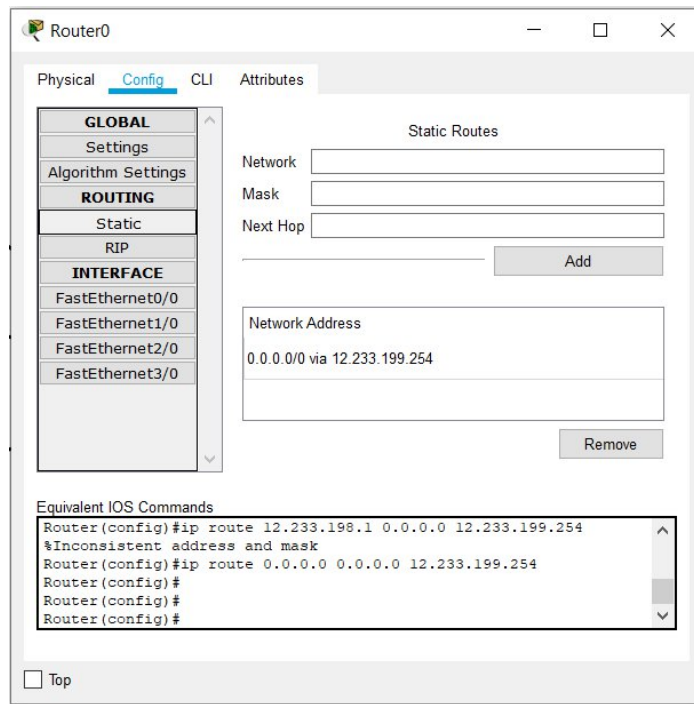 Router0
Physical Config CLI Attributes
GLOBAL
Settings
Algorithm Settings
ROUTING
Static
RIP
INTERFACE
FastEthernet0/0
FastEthernet1/0
FastEthernet2/0
FastEthernet3/0
Static Routes
Network
Mask
Next Hop
Add
Network Address
0.0.0.0/0 via 12.233.199.254
Remove
Equivalent IOS Commands
Router(config)#ip route 12.233.198.1 0.0.0.0 12.233.199.254
%Inconsistent address and mask
Router(config)#ip route 0.0.0.0 0.0.0.0 12.233.199.254
Router(config)#
Router(config)#
Router(config)#
Top